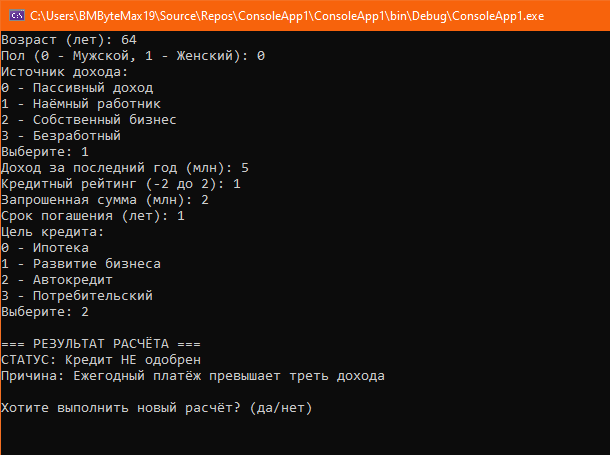 C:\Users\BMByteMax19\Source\Repos\ConsoleApp1\ConsoleApp1\bin\Debug\ConsoleApp1.exe
Возраст (лет): 64
Пол (0 - Мужской, 1 - Женский): 0
Источник дохода:
0 - Пассивный доход
1 - Наёмный работник
2 - Собственный бизнес
3 - Безработный
Выберите: 1
Доход за последний год (млн): 5
Кредитный рейтинг (-2 до 2): 1
Запрошенная сумма (млн): 2
Срок погашения (лет): 1
Цель кредита:
0 - Ипотека
1 - Развитие бизнеса
2 - Автокредит
3 - Потребительский
Выберите: 2
=== РЕЗУЛЬТАТ РАСЧЁТА ===
СТАТУС: Кредит НЕ одобрен
Причина: Ежегодный платёж превышает треть дохода
Хотите выполнить новый расчёт? (да/нет)